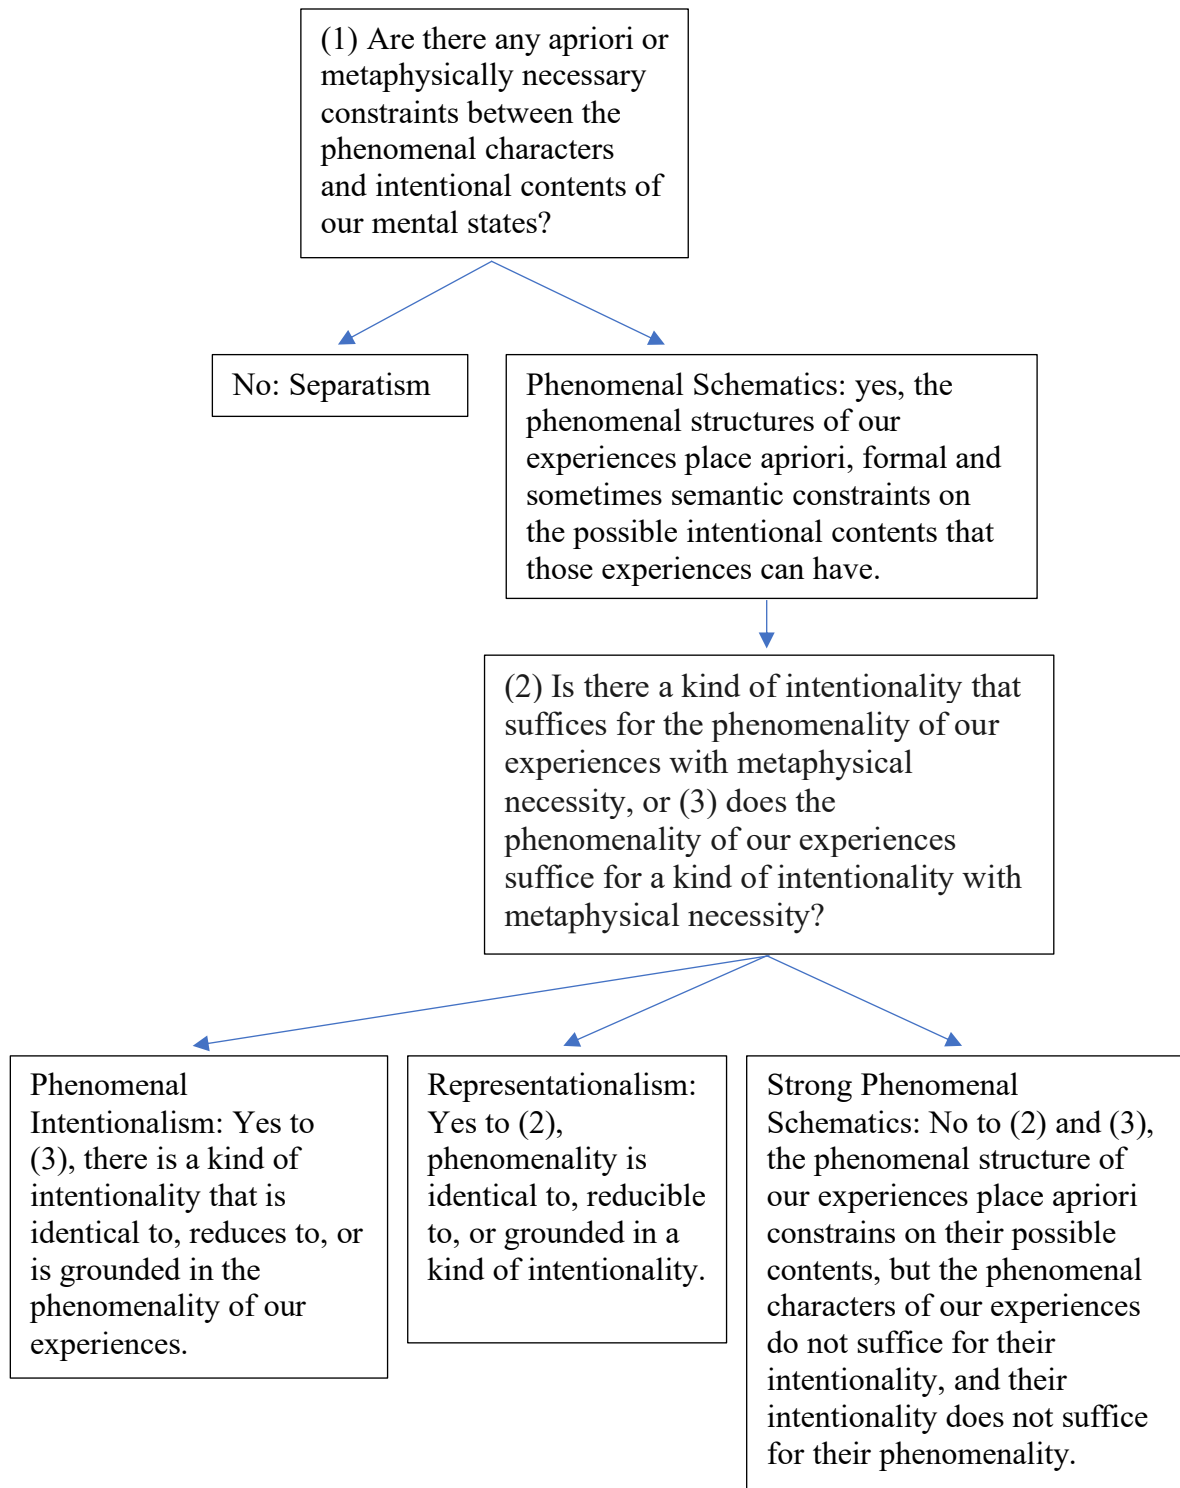 (1) Are there any apriori or
metaphysically necessary
constraints between the
phenomenal characters
and intentional contents of
our mental states?
No: Separatism
Phenomenal Schematics: yes, the
phenomenal structures of our
experiences place apriori, formal and
sometimes semantic constraints on
the possible intentional contents that
those experiences can have.
(2) Is there a kind of intentionality that
suffices for the phenomenality of our
experiences with metaphysical
necessity, or (3) does the
phenomenality of our experiences
suffice for a kind of intentionality with
metaphysical necessity?
Phenomenal
Intentionalism: Yes to
(3), there is a kind of
intentionality that is
identical to, reduces to, or
is grounded in the
phenomenality of our
experiences.
Representationalism:
Yes to (2),
phenomenality is
identical to, reducible
to, or grounded in a
kind of intentionality.
Strong Phenomenal
Schematics: No to (2) and (3),
the phenomenal structure of
our experiences place apriori
constrains on their possible
contents, but the phenomenal
characters of our experiences
do not suffice for their
intentionality, and their
intentionality does not suffice
for their phenomenality.